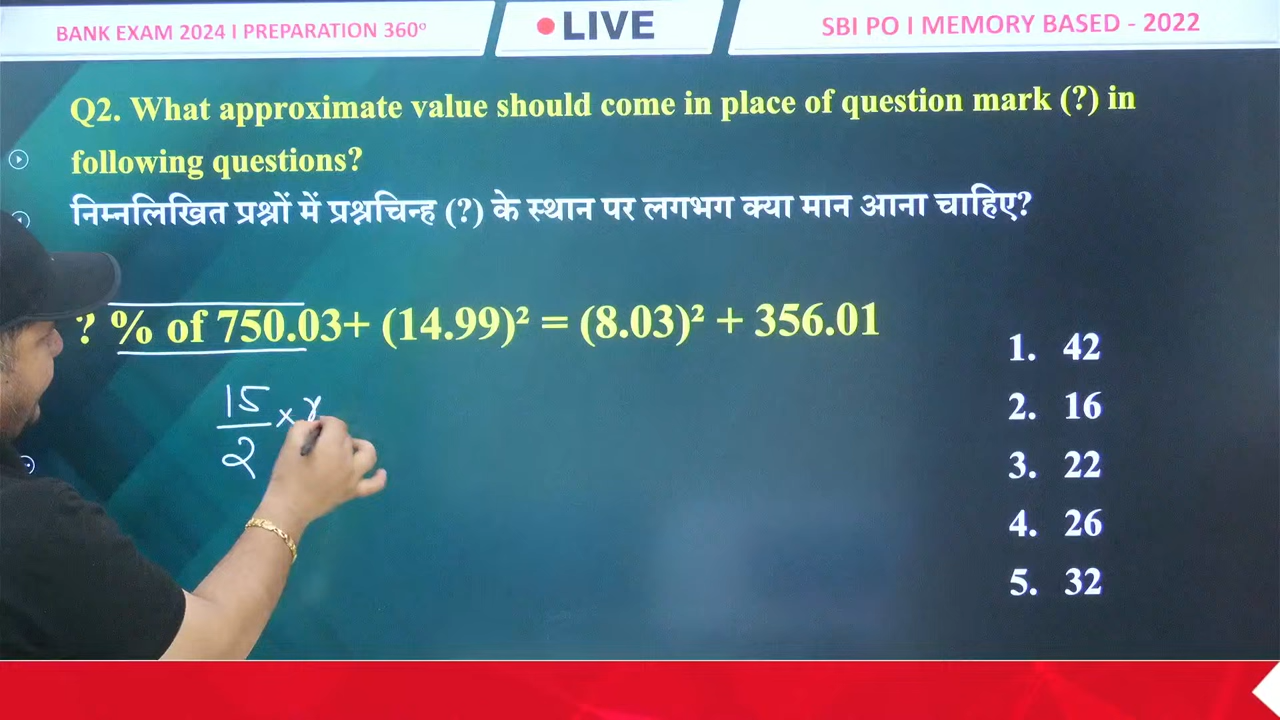 BANK EXAM 2024 I PREPARATION 360º
LIVE
SBI PO I MEMORY BASED - 2022
Q2. What approximate value should come in place of question mark (?) in
following questions?
निम्नलिखित प्रश्नों में प्रश्नचिन्ह (?) के स्थान पर लगभग क्या मान आना चाहिए?
? % of 750.03+ (14.99)² = (8.03)² + 356.01
15
2
×
1. 42
2. 16
3. 22
4. 26
5. 32